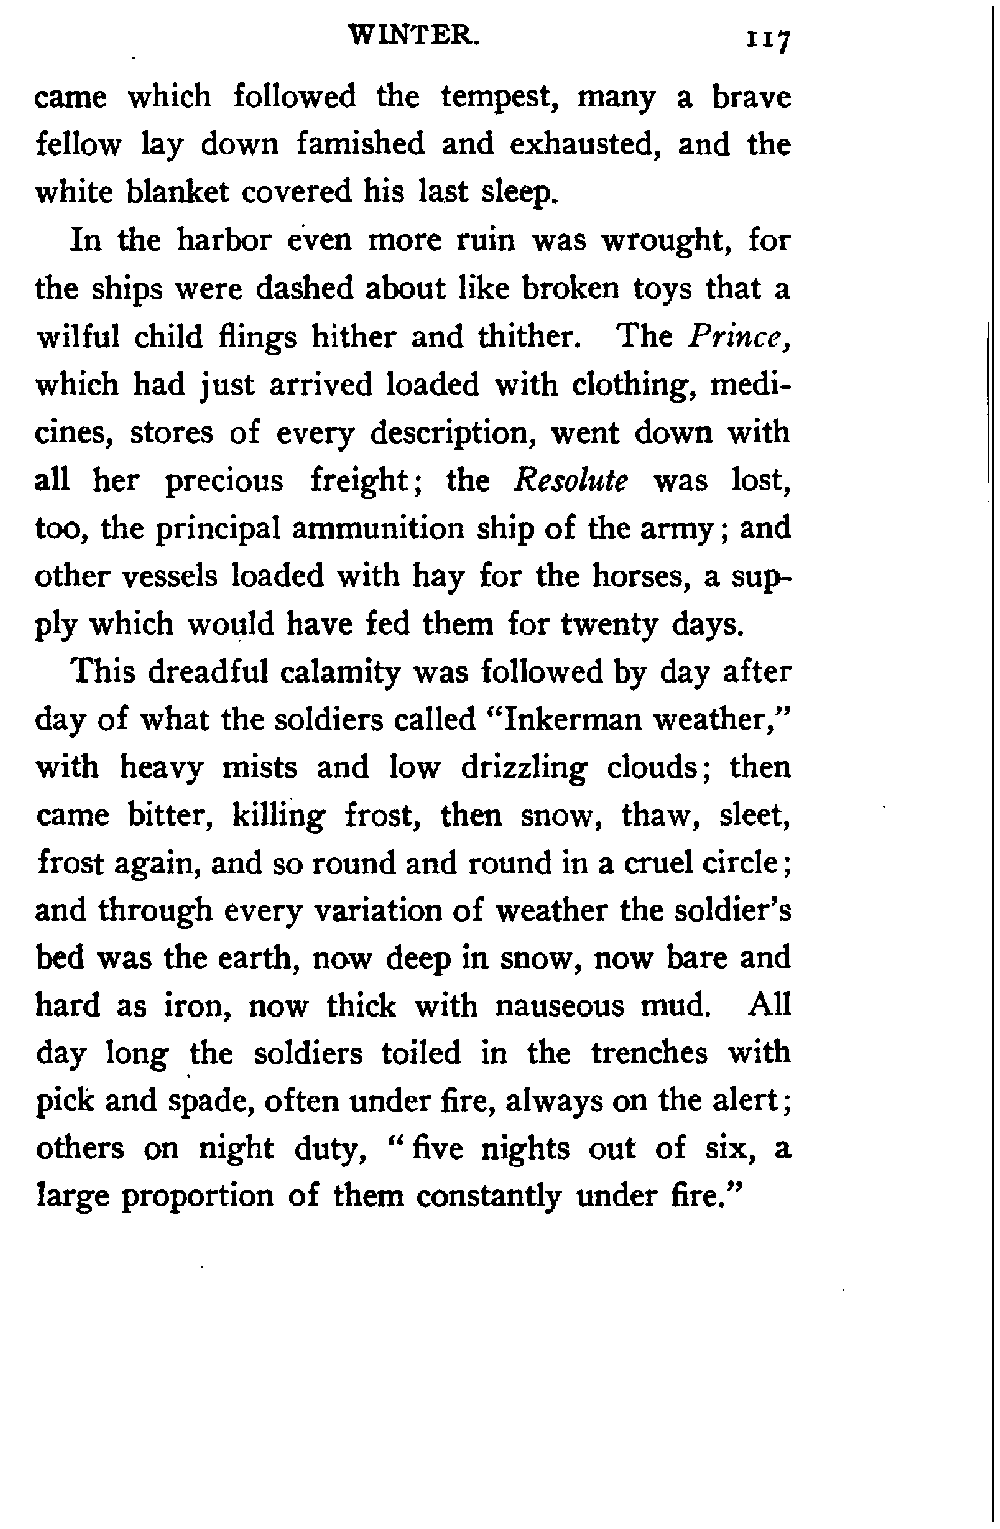 WINTER. 117
came which followed the tempest, many a brave
fellow lay down famished and exhausted, and the
white blanket covered his last sleep.
In the harbor even more ruin was wrought, for
the ships were dashed about like broken toys that a
wilful child flings hither and thither. The Prince,
which had just arrived loaded with clothing, medi-
cines, stores of every description, went down with
all her precious freight; the Resolute was lost,
too, the principal ammunition ship of the army; and
other vessels loaded with hay for the horses, a sup-
ply which would have fed them for twenty days.
This dreadful calamity was followed by day after
day of what the soldiers called "Inkerman weather,"
with heavy mists and low drizzling clouds; then
came bitter, killing frost, then snow, thaw, sleet,
frost again, and so round and round in a cruel circle;
and through every variation of weather the soldier's
bed was the earth, now deep in snow, now bare and
hard as iron, now thick with nauseous mud. All
day long the soldiers toiled in the trenches with
pick and spade, often under fire, always on the alert;
others on night duty, "five nights out of six, a
large proportion of them constantly under fire."